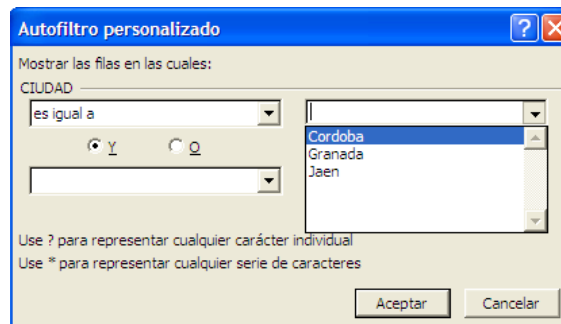 Autofiltro personalizado
Mostrar las filas en las cuales:
CIUDAD
es igual a
Y O
Cordoba
Granada
Jaen
Use ? para representar cualquier carácter individual
Use * para representar cualquier serie de caracteres
Aceptar Cancelar